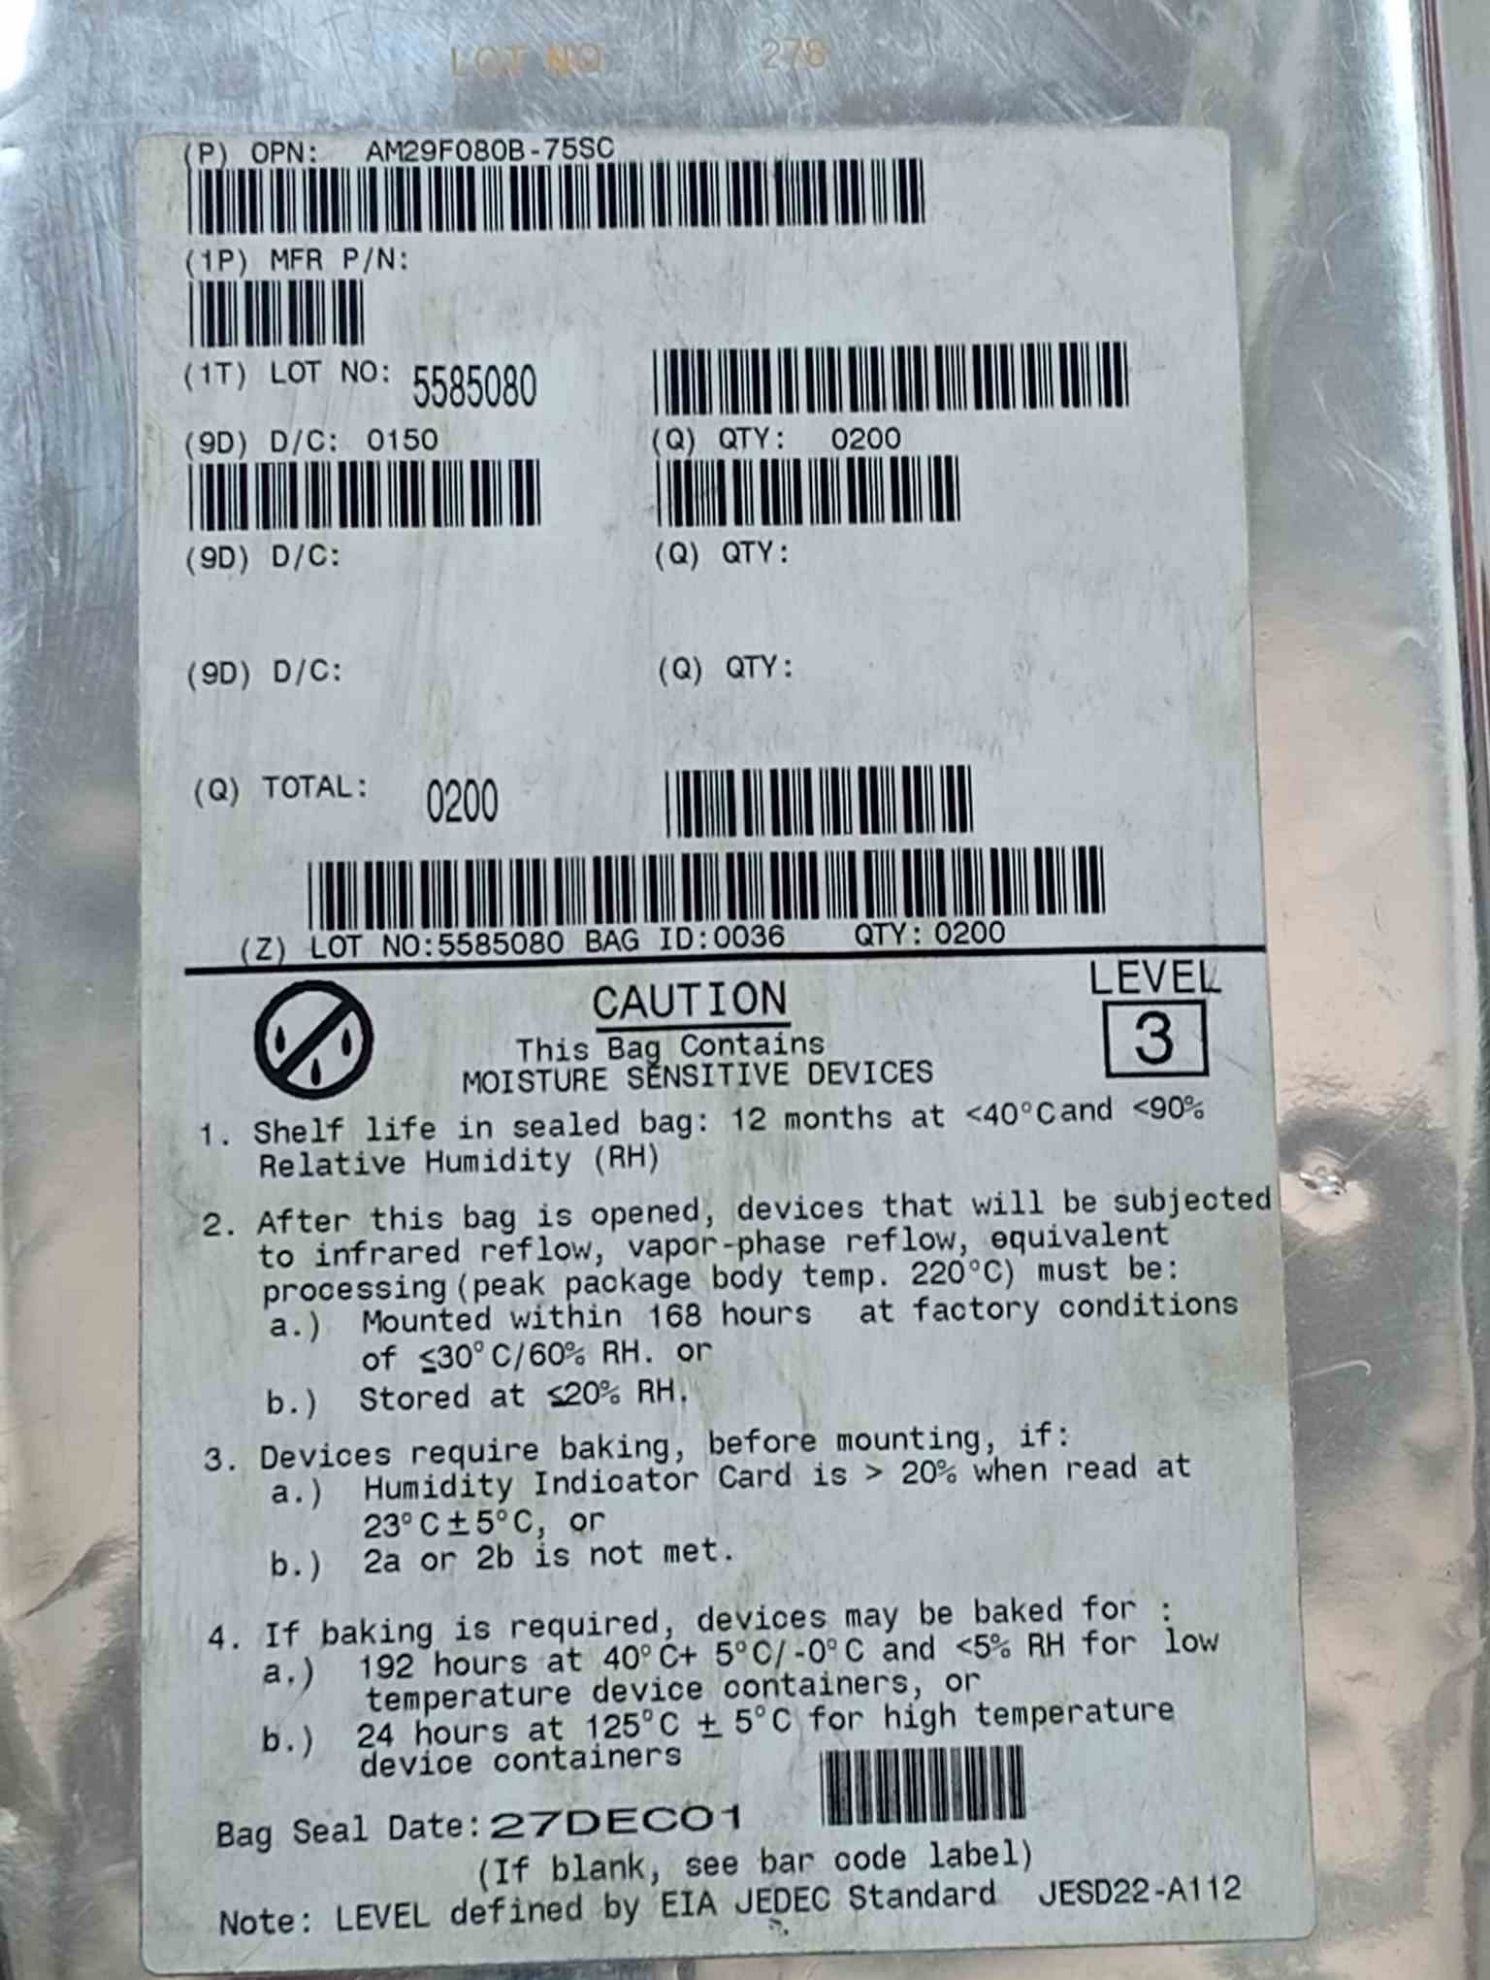 LOT NO 278
(P) OPN: AM29F080B-75SC
(1P) MFR P/N:
(1T) LOT NO: 5585080
(9D) D/C: 0150 (Q) QTY: 0200
(9D) D/C: (Q) QTY:
(9D) D/C: (Q) QTY:
(Q) TOTAL: 0200
(Z) LOT NO:5585080 BAG ID:0036 QTY: 0200
LEVEL
3
CAUTION
This Bag Contains
MOISTURE SENSITIVE DEVICES
1. Shelf life in sealed bag: 12 months at <40°C and <90%
Relative Humidity (RH)
2. After this bag is opened, devices that will be subjected
to infrared reflow, vapor-phase reflow, equivalent
processing (peak package body temp. 220°C) must be:
a.) Mounted within 168 hours at factory conditions
of ≤30°C/60% RH. or
b.) Stored at ≤20% RH.
3. Devices require baking, before mounting, if:
a.) Humidity Indicator Card is > 20% when read at
23°C ± 5°C, or
b.) 2a or 2b is not met.
4. If baking is required, devices may be baked for :
a.) 192 hours at 40°C+ 5°C/-0°C and <5% RH for low
temperature device containers, or
b.) 24 hours at 125°C ± 5°C for high temperature
device containers
Bag Seal Date: 27DEC01
(If blank, see bar code label)
Note: LEVEL defined by EIA JEDEC Standard JESD22-A112